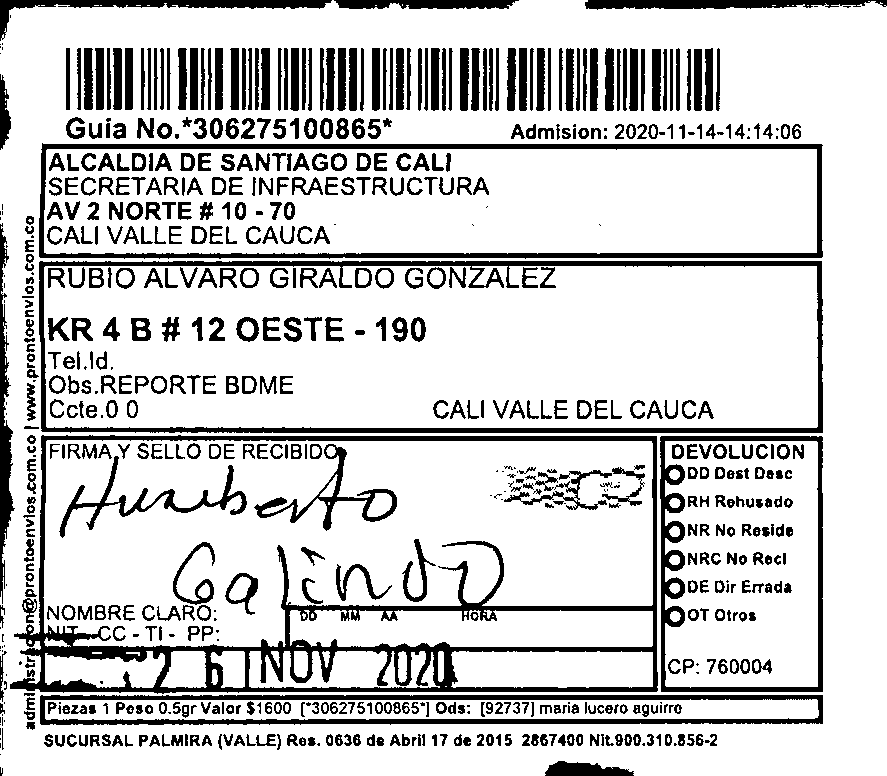 Guia No.*306275100865*
Admision: 2020-11-14-14:14:06
ALCALDIA DE SANTIAGO DE CALI
SECRETARIA DE INFRAESTRUCTURA
AV 2 NORTE # 10 - 70
CALI VALLE DEL CAUCA
RUBIO ALVARO GIRALDO GONZALEZ
KR 4 B # 12 OESTE - 190
Tel.Id.
Obs.REPORTE BDME
Ccte.0 0 CALI VALLE DEL CAUCA
FIRMA Y SELLO DE RECIBIDO
Humberto
Galindo
NOMBRE CLARO:
NIT - CC - TI - PP:
DD MM AA HORA
26 NOV 2020
DEVOLUCION
DD Dest Desc
RH Rehusado
NR No Reside
NRC No Recl
DE Dir Errada
OT Otros
CP: 760004
Piezas 1 Peso 0.5gr Valor $1600 [*306275100865*] Ods: [92737] maria lucero aguirre
SUCURSAL PALMIRA (VALLE) Res. 0636 de Abril 17 de 2015 2867400 Nit.900.310.856-2
administracion@prontoenvios.com.co | www.prontoenvios.com.co